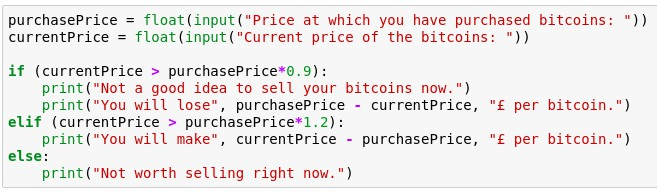 purchasePrice = float(input("Price at which you have purchased bitcoins: "))
currentPrice = float(input("Current price of the bitcoins: "))

if (currentPrice > purchasePrice*0.9):
    print("Not a good idea to sell your bitcoins now.")
    print("You will lose", purchasePrice - currentPrice, "£ per bitcoin.")
elif (currentPrice > purchasePrice*1.2):
    print("You will make", currentPrice - purchasePrice, "£ per bitcoin.")
else:
    print("Not worth selling right now.")